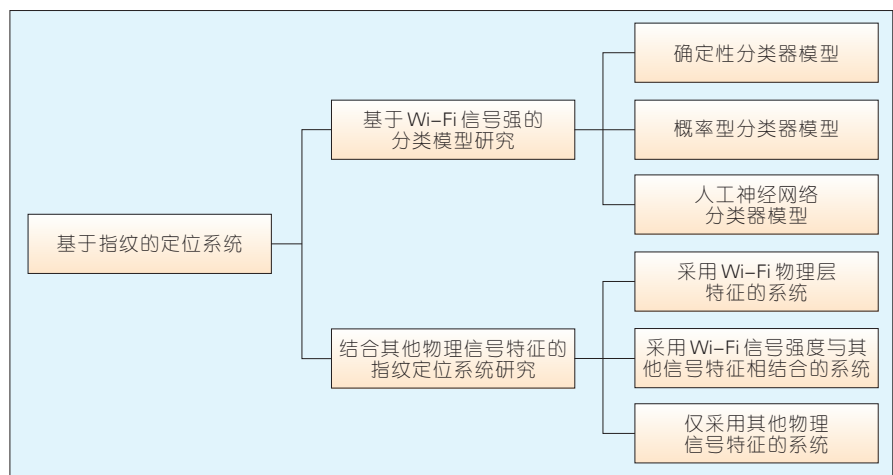 确定性分类器模型
基于Wi–Fi信号强的
分类模型研究
概率型分类器模型
人工神经网络
分类器模型
基于指纹的定位系统
采用Wi–Fi物理层
特征的系统
结合其他物理信号特征的
指纹定位系统研究
采用Wi–Fi信号强度与其
他信号特征相结合的系统
仅采用其他物理
信号特征的系统